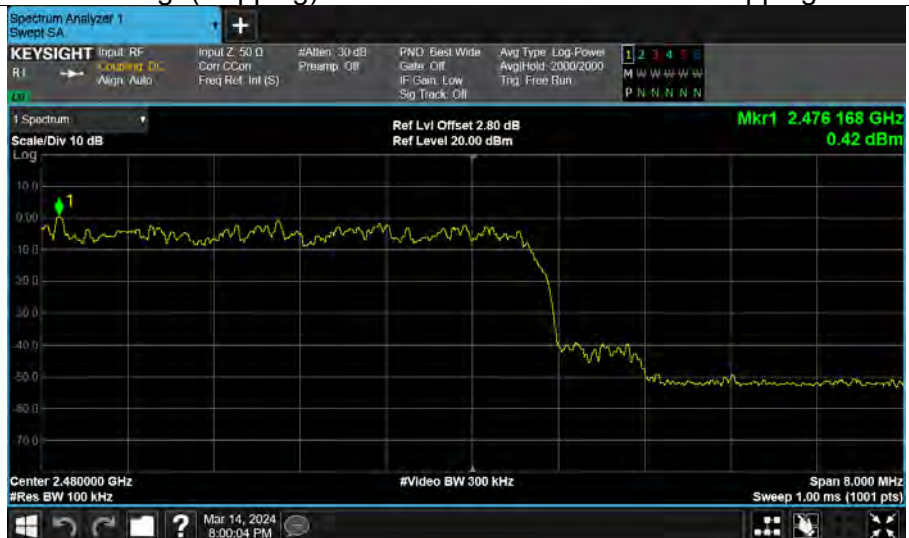 Spectrum Analyzer 1
Swept SA
+
KEYSIGHT Input: RF
RL Coupling: DC
Align: Auto
Input Z: 50 Ω
Corr CCorr
Freq Ref: Int (S)
#Atten: 30 dB
Preamp: Off
PNO: Best Wide
Gate: Off
IF Gain: Low
Sig Track: Off
Avg Type: Log-Power
Avg|Hold: 2000/2000
Trig: Free Run
1 2 3 4 5 6
M W W W W W
P N N N N N
1 Spectrum
Scale/Div 10 dB
Ref Lvl Offset 2.80 dB
Ref Level 20.00 dBm
Mkr1 2.476 168 GHz
0.42 dBm
Log
10.0
0.00
-10.0
-20.0
-30.0
-40.0
-50.0
-60.0
-70.0
1
Center 2.480000 GHz
#Res BW 100 kHz
#Video BW 300 kHz
Span 8.000 MHz
Sweep 1.00 ms (1001 pts)
?
Mar 14, 2024
8:00:04 PM